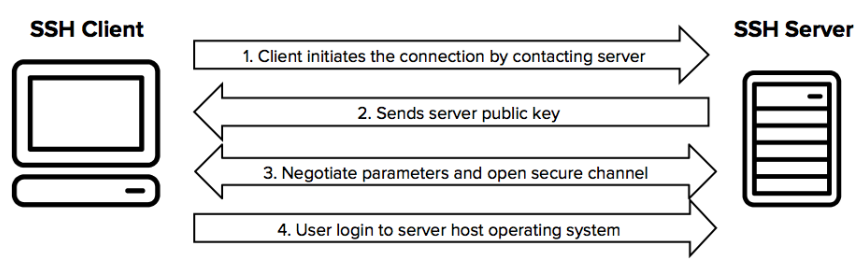 SSH Client
SSH Server
1. Client initiates the connection by contacting server
2. Sends server public key
3. Negotiate parameters and open secure channel
4. User login to server host operating system